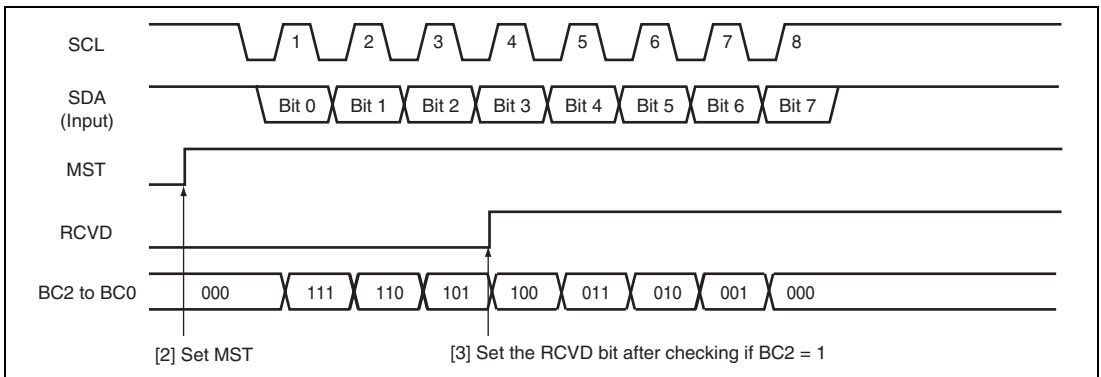 SCL 1 2 3 4 5 6 7 8
SDA
(Input) Bit 0 Bit 1 Bit 2 Bit 3 Bit 4 Bit 5 Bit 6 Bit 7
MST
RCVD
BC2 to BC0 000 111 110 101 100 011 010 001 000
[2] Set MST [3] Set the RCVD bit after checking if BC2 = 1